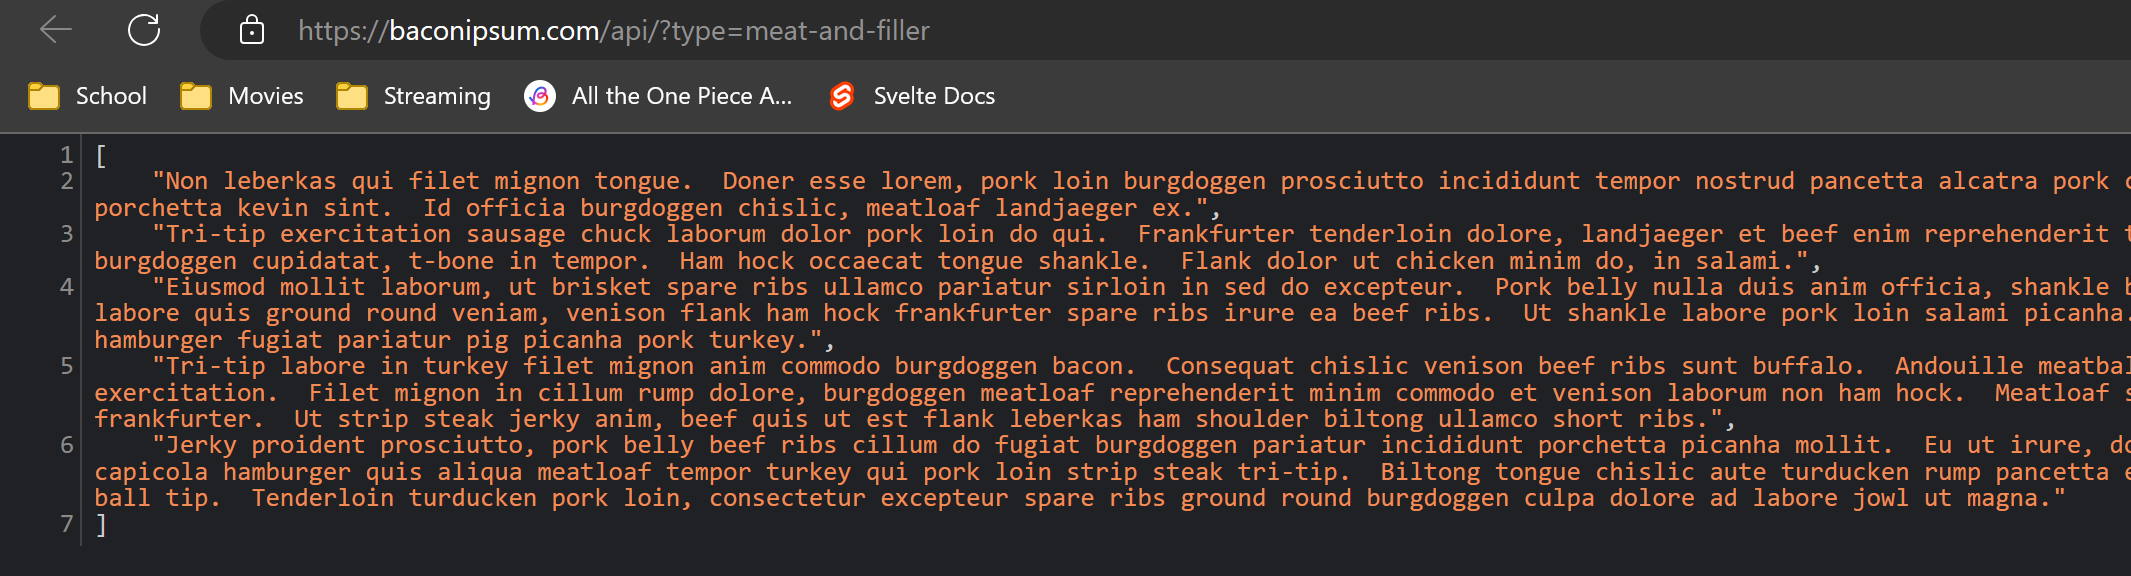 https://baconipsum.com/api/?type=meat-and-filler
School Movies Streaming All the One Piece A... Svelte Docs
1 [
2 "Non leberkas qui filet mignon tongue.  Doner esse lorem, pork loin burgdoggen prosciutto incididunt tempor nostrud pancetta alcatra pork
porchetta kevin sint.  Id officia burgdoggen chislic, meatloaf landjaeger ex.",
3 "Tri-tip exercitation sausage chuck laborum dolor pork loin do qui.  Frankfurter tenderloin dolore, landjaeger et beef enim reprehenderit
burgdoggen cupidatat, t-bone in tempor.  Ham hock occaecat tongue shankle.  Flank dolor ut chicken minim do, in salami.",
4 "Eiusmod mollit laborum, ut brisket spare ribs ullamco pariatur sirloin in sed do excepteur.  Pork belly nulla duis anim officia, shankle
labore quis ground round veniam, venison flank ham hock frankfurter spare ribs irure ea beef ribs.  Ut shankle labore pork loin salami picanha.
hamburger fugiat pariatur pig picanha pork turkey.",
5 "Tri-tip labore in turkey filet mignon anim commodo burgdoggen bacon.  Consequat chislic venison beef ribs sunt buffalo.  Andouille
exercitation.  Filet mignon in cillum rump dolore, burgdoggen meatloaf reprehenderit minim commodo et venison laborum non ham hock.  Meatloaf
frankfurter.  Ut strip steak jerky anim, beef quis ut est flank leberkas ham shoulder biltong ullamco short ribs.",
6 "Jerky proident prosciutto, pork belly beef ribs cillum do fugiat burgdoggen pariatur incididunt porchetta picanha mollit.  Eu ut irure,
capicola hamburger quis aliqua meatloaf tempor turkey qui pork loin strip steak tri-tip.  Biltong tongue chislic aute turducken rump pancetta
ball tip.  Tenderloin turducken pork loin, consectetur excepteur spare ribs ground round burgdoggen culpa dolore ad labore jowl ut magna."
7 ]